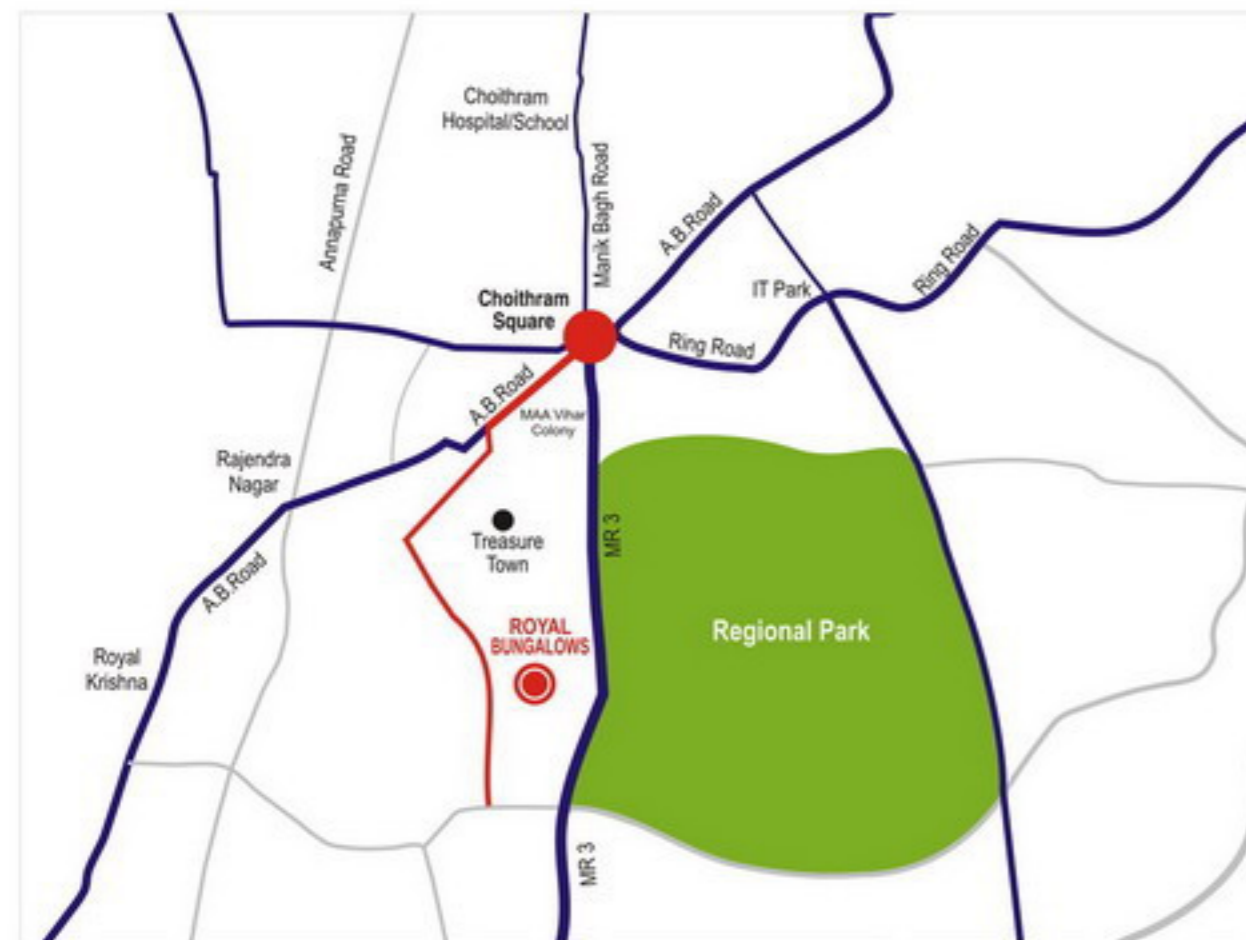 Choithram
Hospital/School
Annapurna Road
Manik Bagh Road
A.B.Road
Ring Road
IT Park
Choithram
Square
Ring Road
A.B.Road
MAA Vihar
Colony
Rajendra
Nagar
MR 3
Treasure
Town
A.B.Road
ROYAL
BUNGALOWS
Regional Park
Royal
Krishna
MR 3